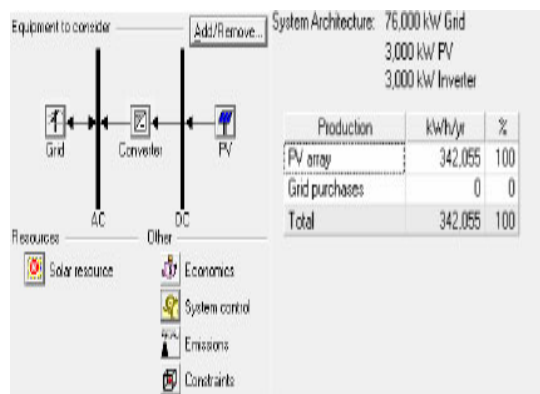 Equipment to consider
Add/Remove...
Grid
Converter
PV
AC
DC
Resources
Other
Solar resource
Economics
System control
Emissions
Constraints
System Architecture: 76,000 kW Grid
3,000 kW PV
3,000 kW Inverter
Production kWh/yr %
PV array 342,055 100
Grid purchases 0 0
Total 342,055 100